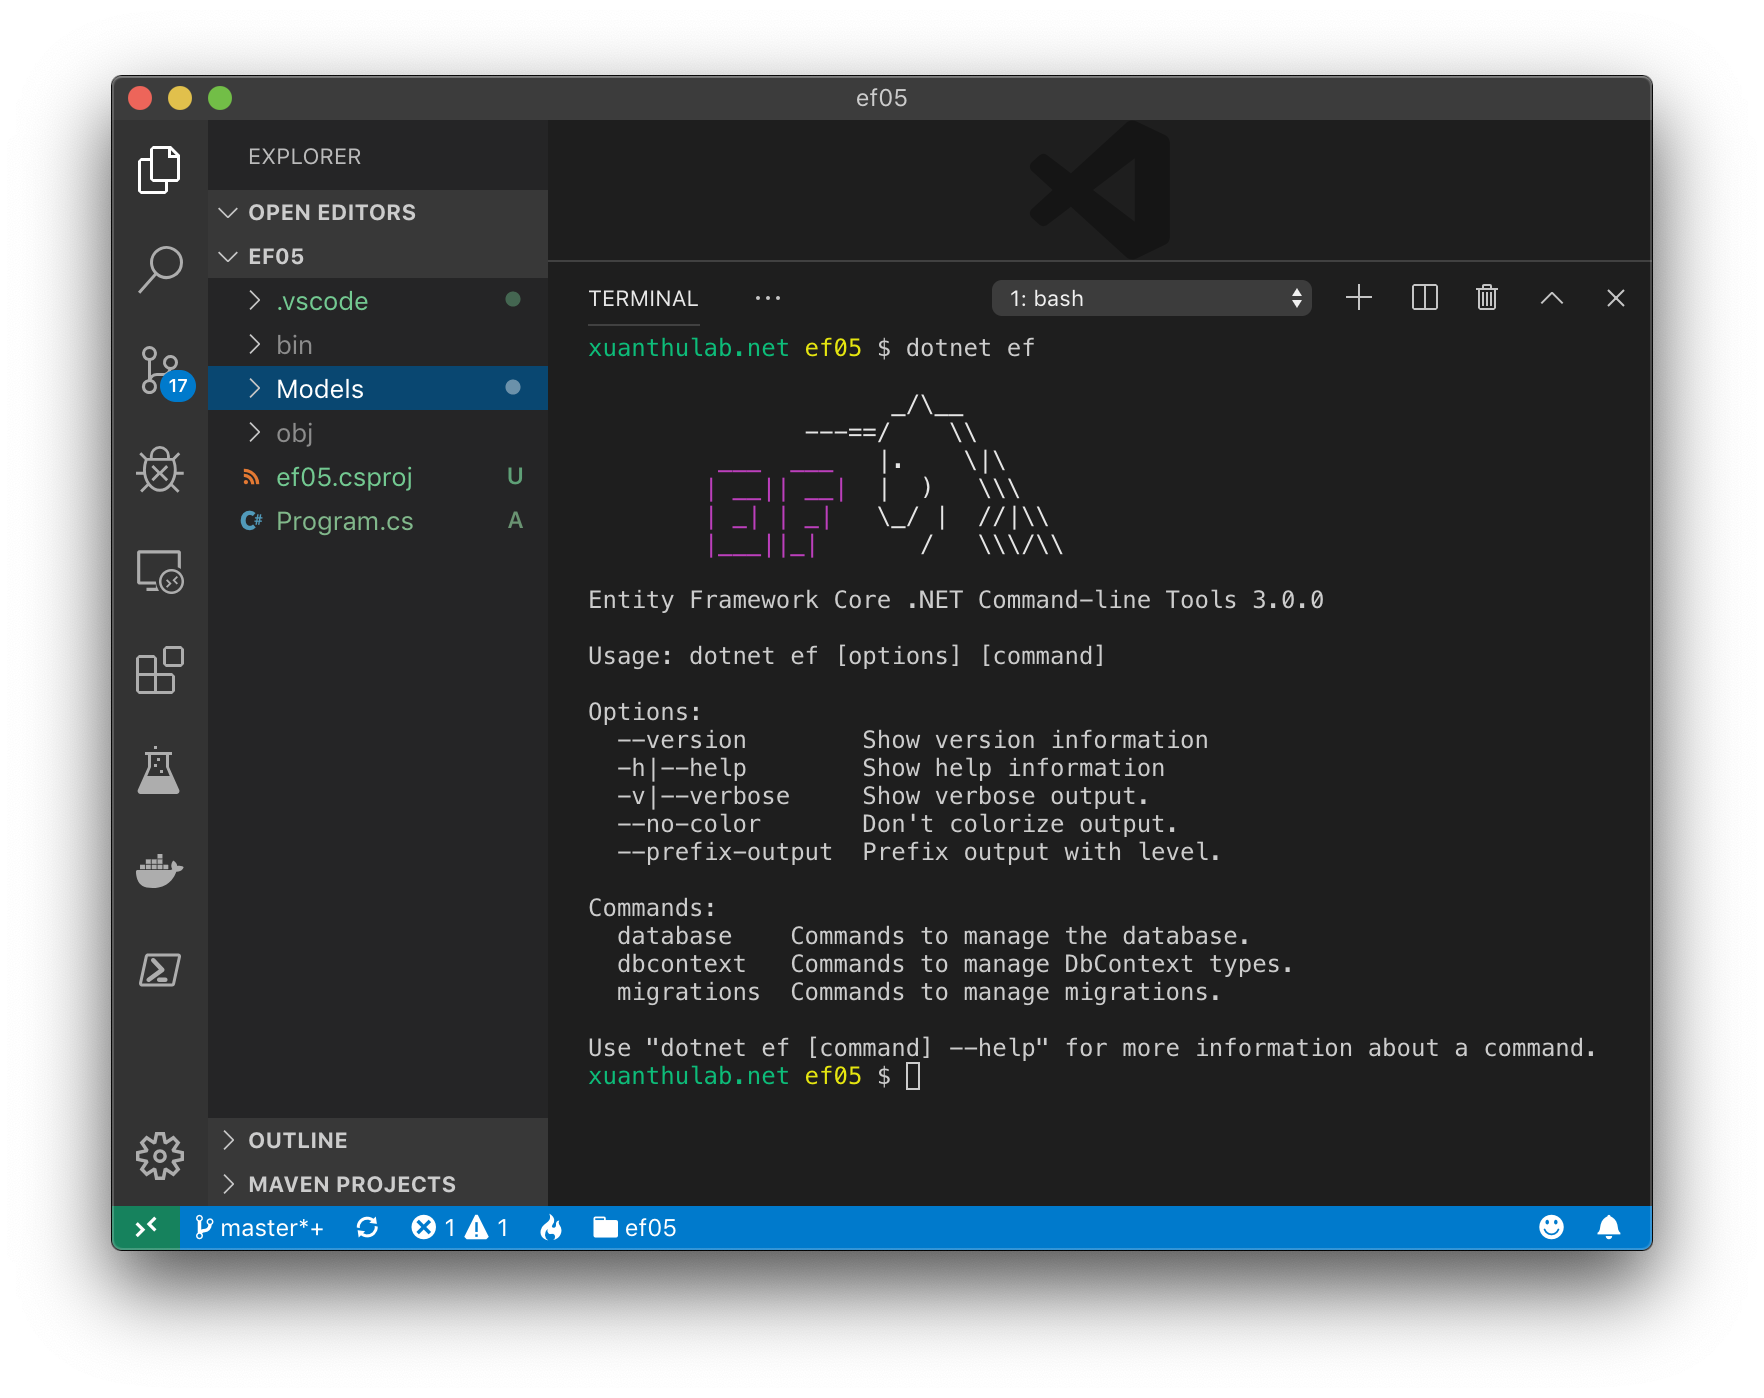 ef05
EXPLORER
OPEN EDITORS
EF05
.vscode
bin
Models
obj
ef05.csproj U
Program.cs A
OUTLINE
MAVEN PROJECTS
17
TERMINAL ··· 1: bash
xuanthulab.net ef05 $ dotnet ef
                     _/\__
               ---==/    \\
         ___  ___   |.    \|\
        | __|| __|  |  )   \\\
        | _| | _|   \_/ |  //|\\
        |___||_|       /   \\\/\\
Entity Framework Core .NET Command-line Tools 3.0.0
Usage: dotnet ef [options] [command]
Options:
  --version        Show version information
  -h|--help        Show help information
  -v|--verbose     Show verbose output.
  --no-color       Don't colorize output.
  --prefix-output  Prefix output with level.
Commands:
  database    Commands to manage the database.
  dbcontext   Commands to manage DbContext types.
  migrations  Commands to manage migrations.
Use "dotnet ef [command] --help" for more information about a command.
xuanthulab.net ef05 $
master*+ 1 1 ef05